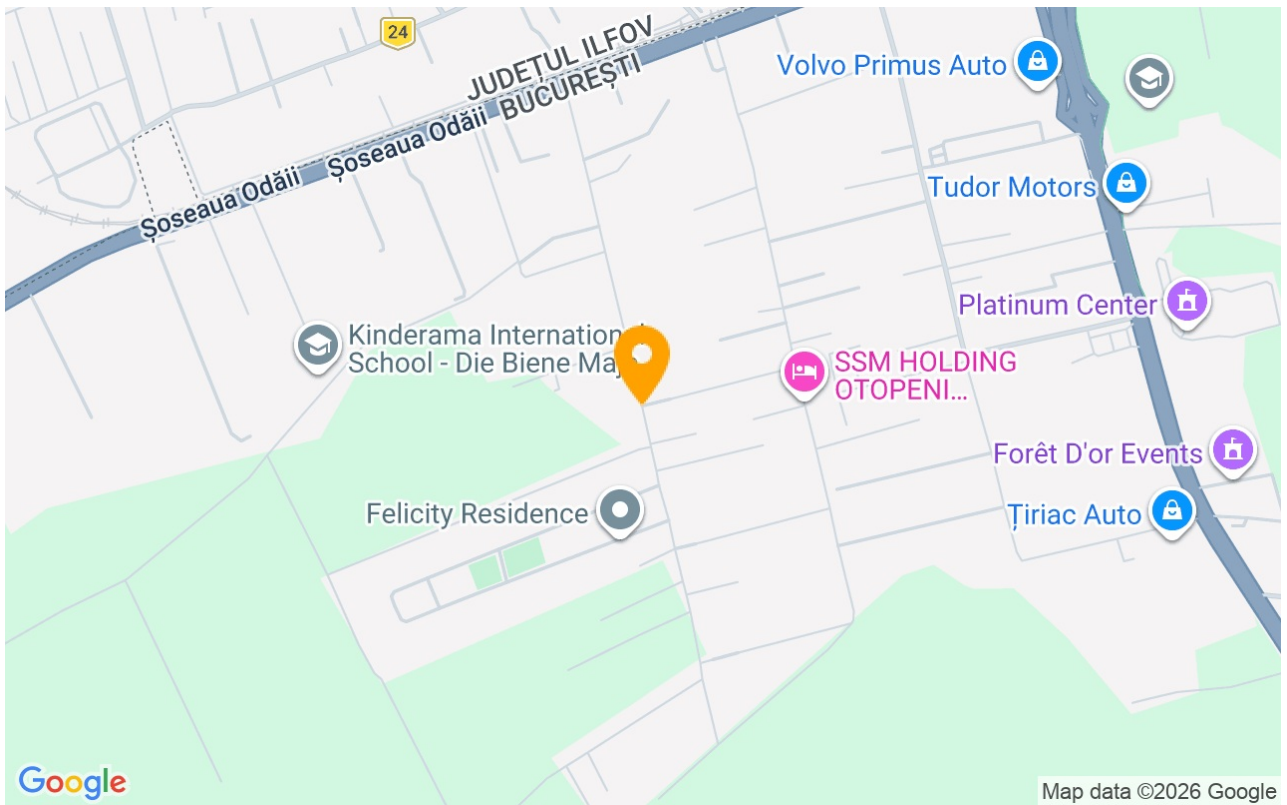 24
JUDEȚUL ILFOV
BUCUREȘTI
Șoseaua Odăii
Șoseaua Odăii
Volvo Primus Auto
Tudor Motors
Platinum Center
Kinderama International
School - Die Biene Maja
SSM HOLDING
OTOPENI...
Forêt D'or Events
Felicity Residence
Țiriac Auto
Google
Map data ©2026 Google